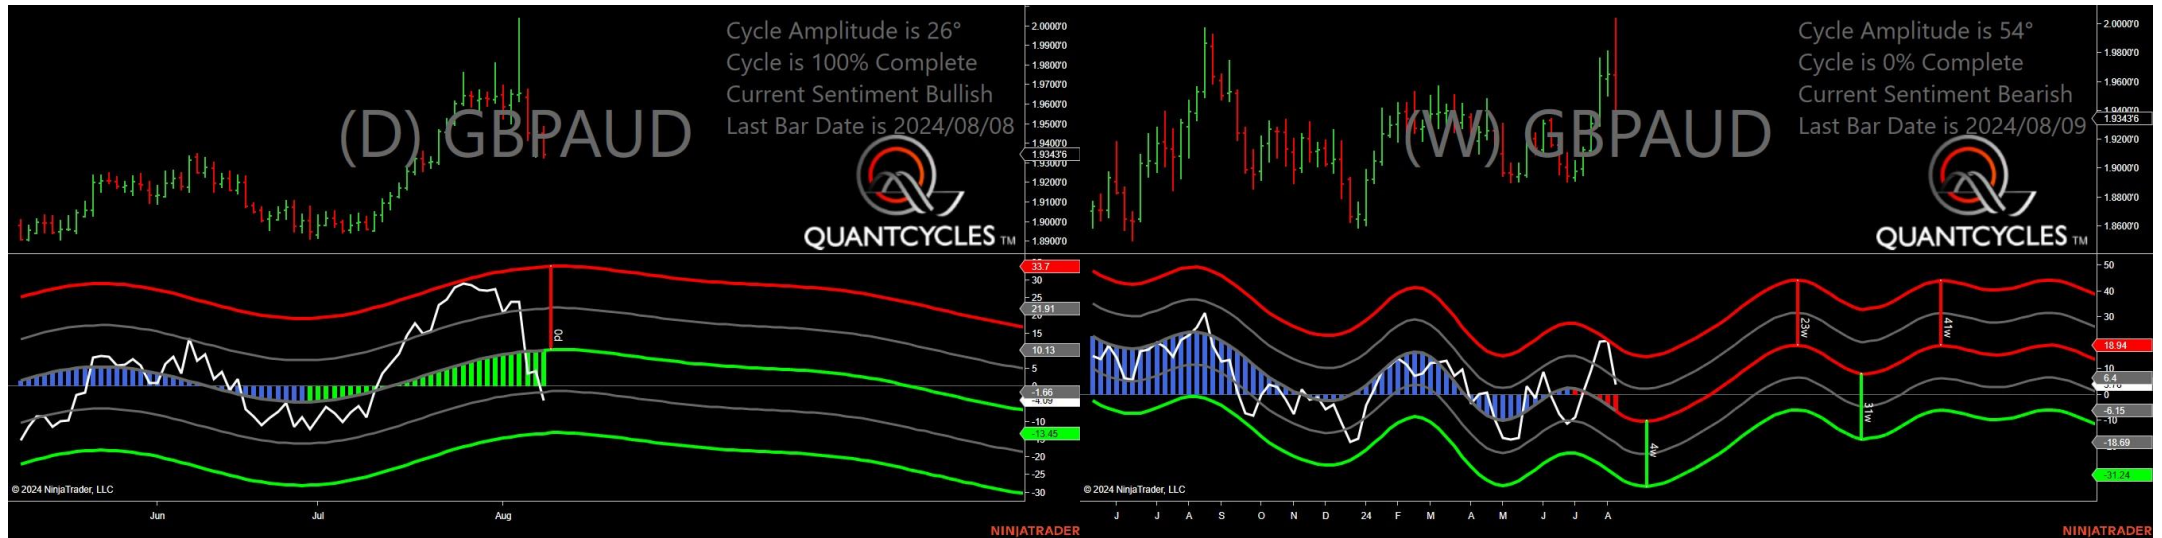 Cycle Amplitude is 26°
Cycle is 100% Complete
Current Sentiment Bullish
Last Bar Date is 2024/08/08
(D) GBPAUD
QUANTCYCLES TM
2.0000'0
1.9900'0
1.9800'0
1.9700'0
1.9600'0
1.9500'0
1.9400'0
1.9343'6
1.9300'0
1.9200'0
1.9100'0
1.9000'0
1.8900'0
33.7
30
25
21.91
20
15
10.13
5
-1.66
-4.09
-10
-13.45
-20
-25
-30
0d
© 2024 NinjaTrader, LLC
Jun
Jul
Aug
NINJATRADER
Cycle Amplitude is 54°
Cycle is 0% Complete
Current Sentiment Bearish
Last Bar Date is 2024/08/09
(W) GBPAUD
QUANTCYCLES TM
2.0000'0
1.9800'0
1.9600'0
1.9400'0
1.9343'6
1.9200'0
1.9000'0
1.8800'0
1.8600'0
50
40
30
18.94
10
6.4
0
-6.15
-10
-18.69
-31.24
4w
23w
31w
41w
© 2024 NinjaTrader, LLC
J J A S O N D 24 F M A M J J A
NINJATRADER